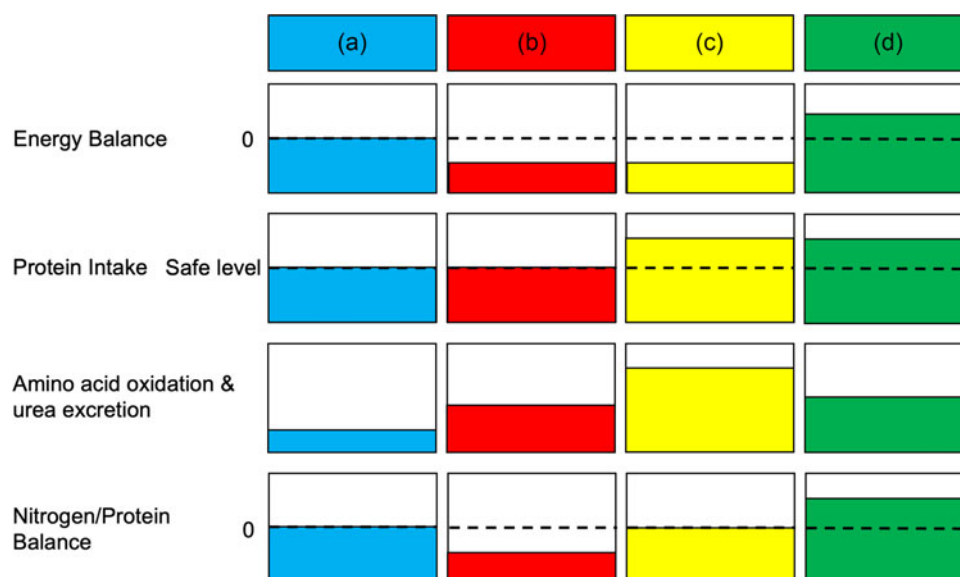 (a) (b) (c) (d)
Energy Balance 0
Protein Intake Safe level
Amino acid oxidation &
urea excretion
Nitrogen/Protein
Balance 0